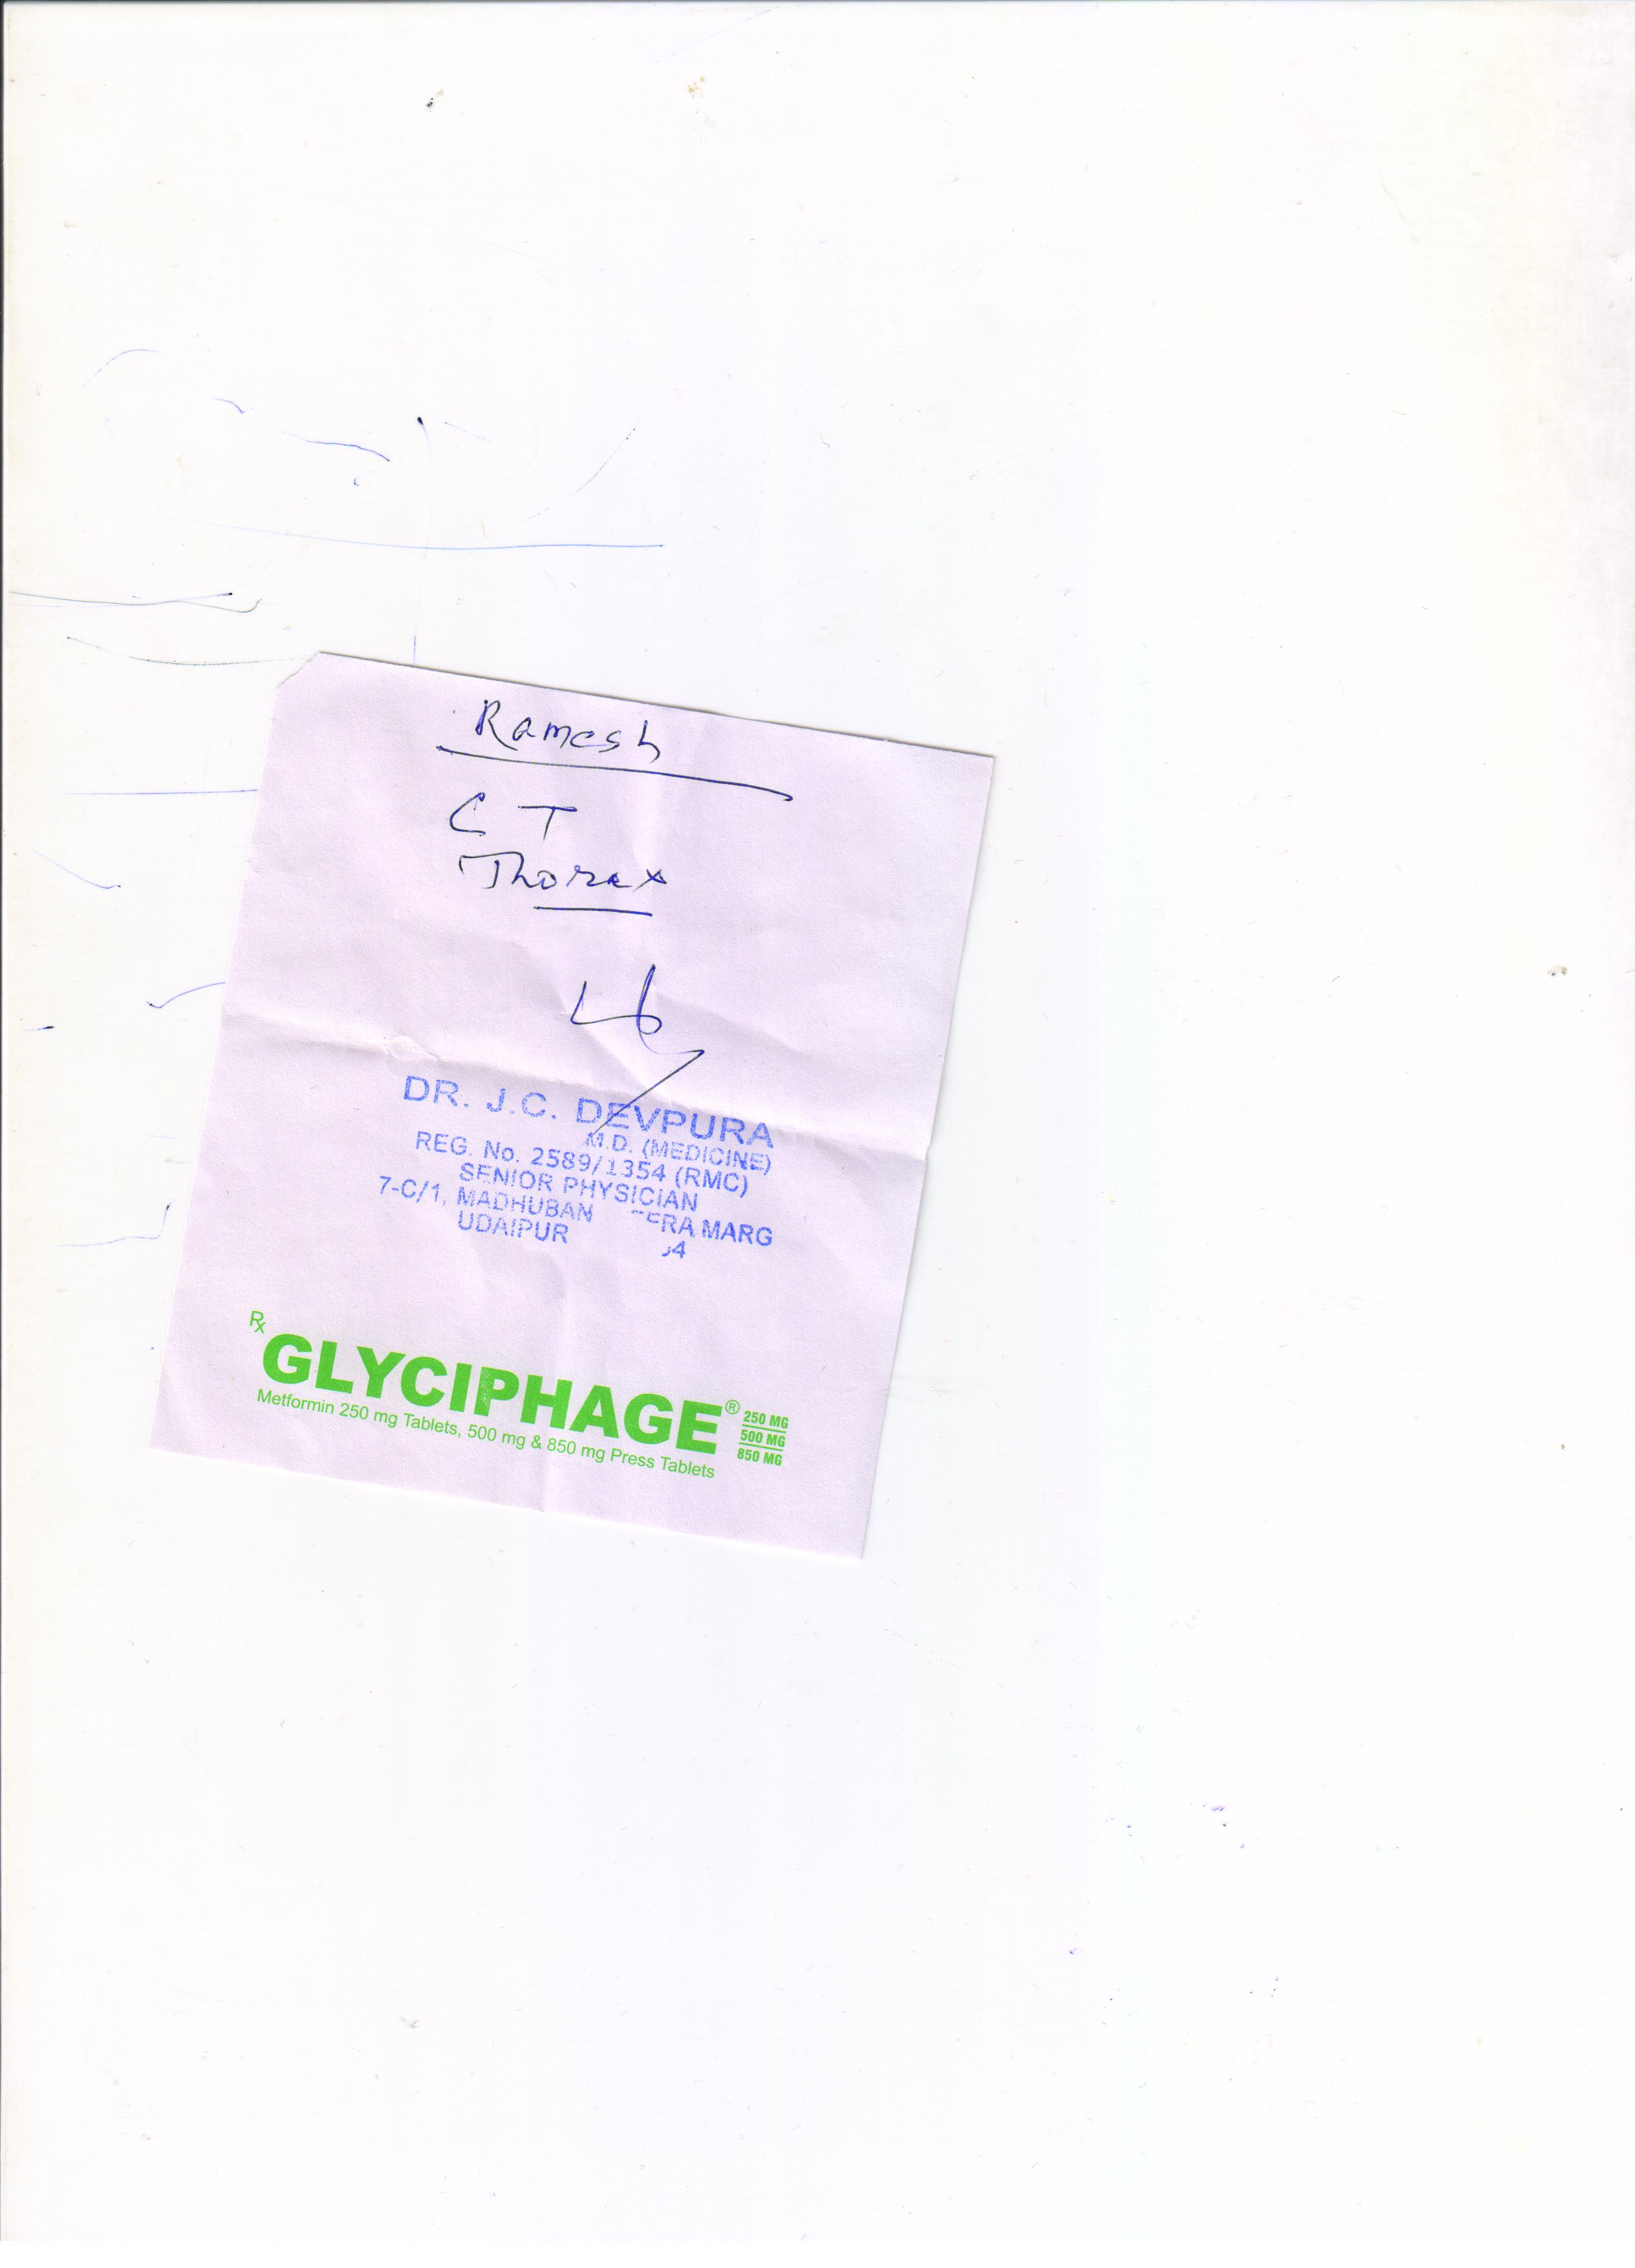 Ramesh
C T
Thorax
DR. J.C. DEVPURA
M.D. (MEDICINE)
REG. No. 2589/1354 (RMC)
SENIOR PHYSICIAN
7-C/1, MADHUBAN MARG
UDAIPUR
Rx
GLYCIPHAGE® 250 MG
500 MG
850 MG
Metformin 250 mg Tablets, 500 mg & 850 mg Press Tablets